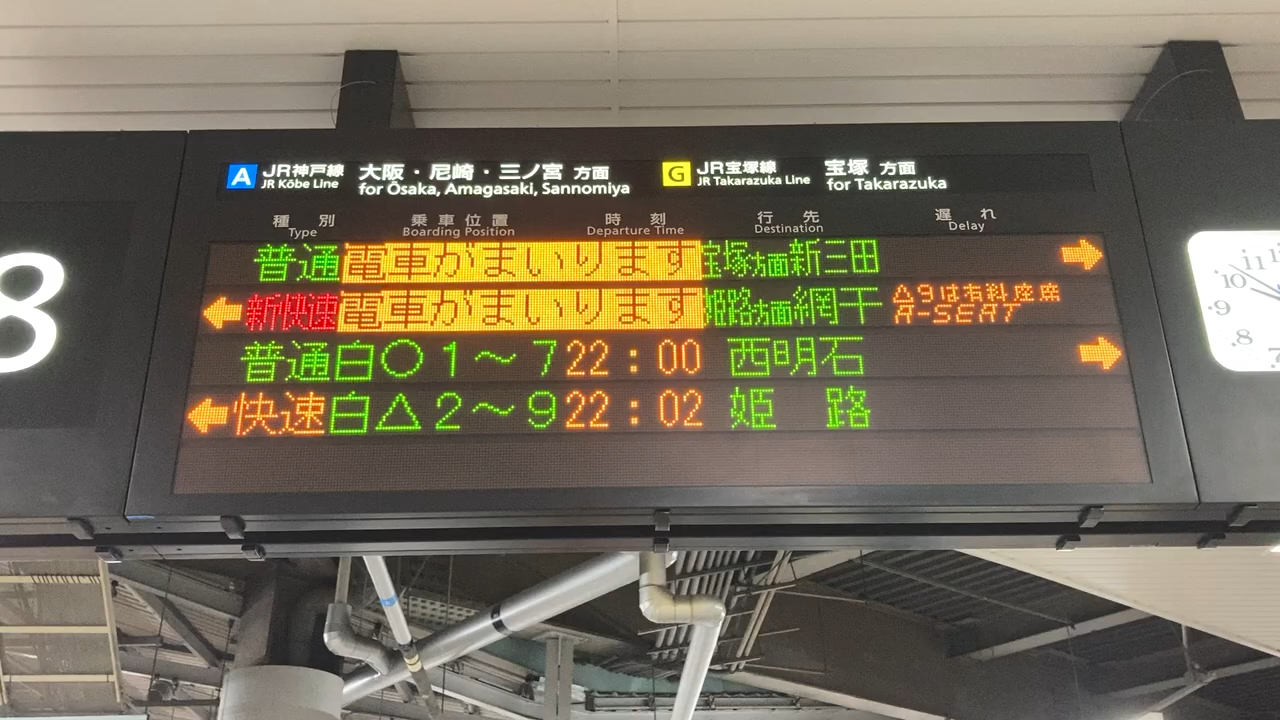 A JR神戸線 大阪・尼崎・三ノ宮 方面 G JR宝塚線 宝塚 方面
JR Kōbe Line for Ōsaka, Amagasaki, Sannomiya JR Takarazuka Line for Takarazuka
種別 乗車位置 時刻 行先 遅れ
Type Boarding Position Departure Time Destination Delay
普通 電車がまいります 宝塚方面新三田 →
← 新快速 電車がまいります 姫路方面網干 △9は有料座席
A-SEAT
普通 白○1～7 22:00 西明石 →
← 快速 白△2～9 22:02 姫路
8
11
10
9
8
7